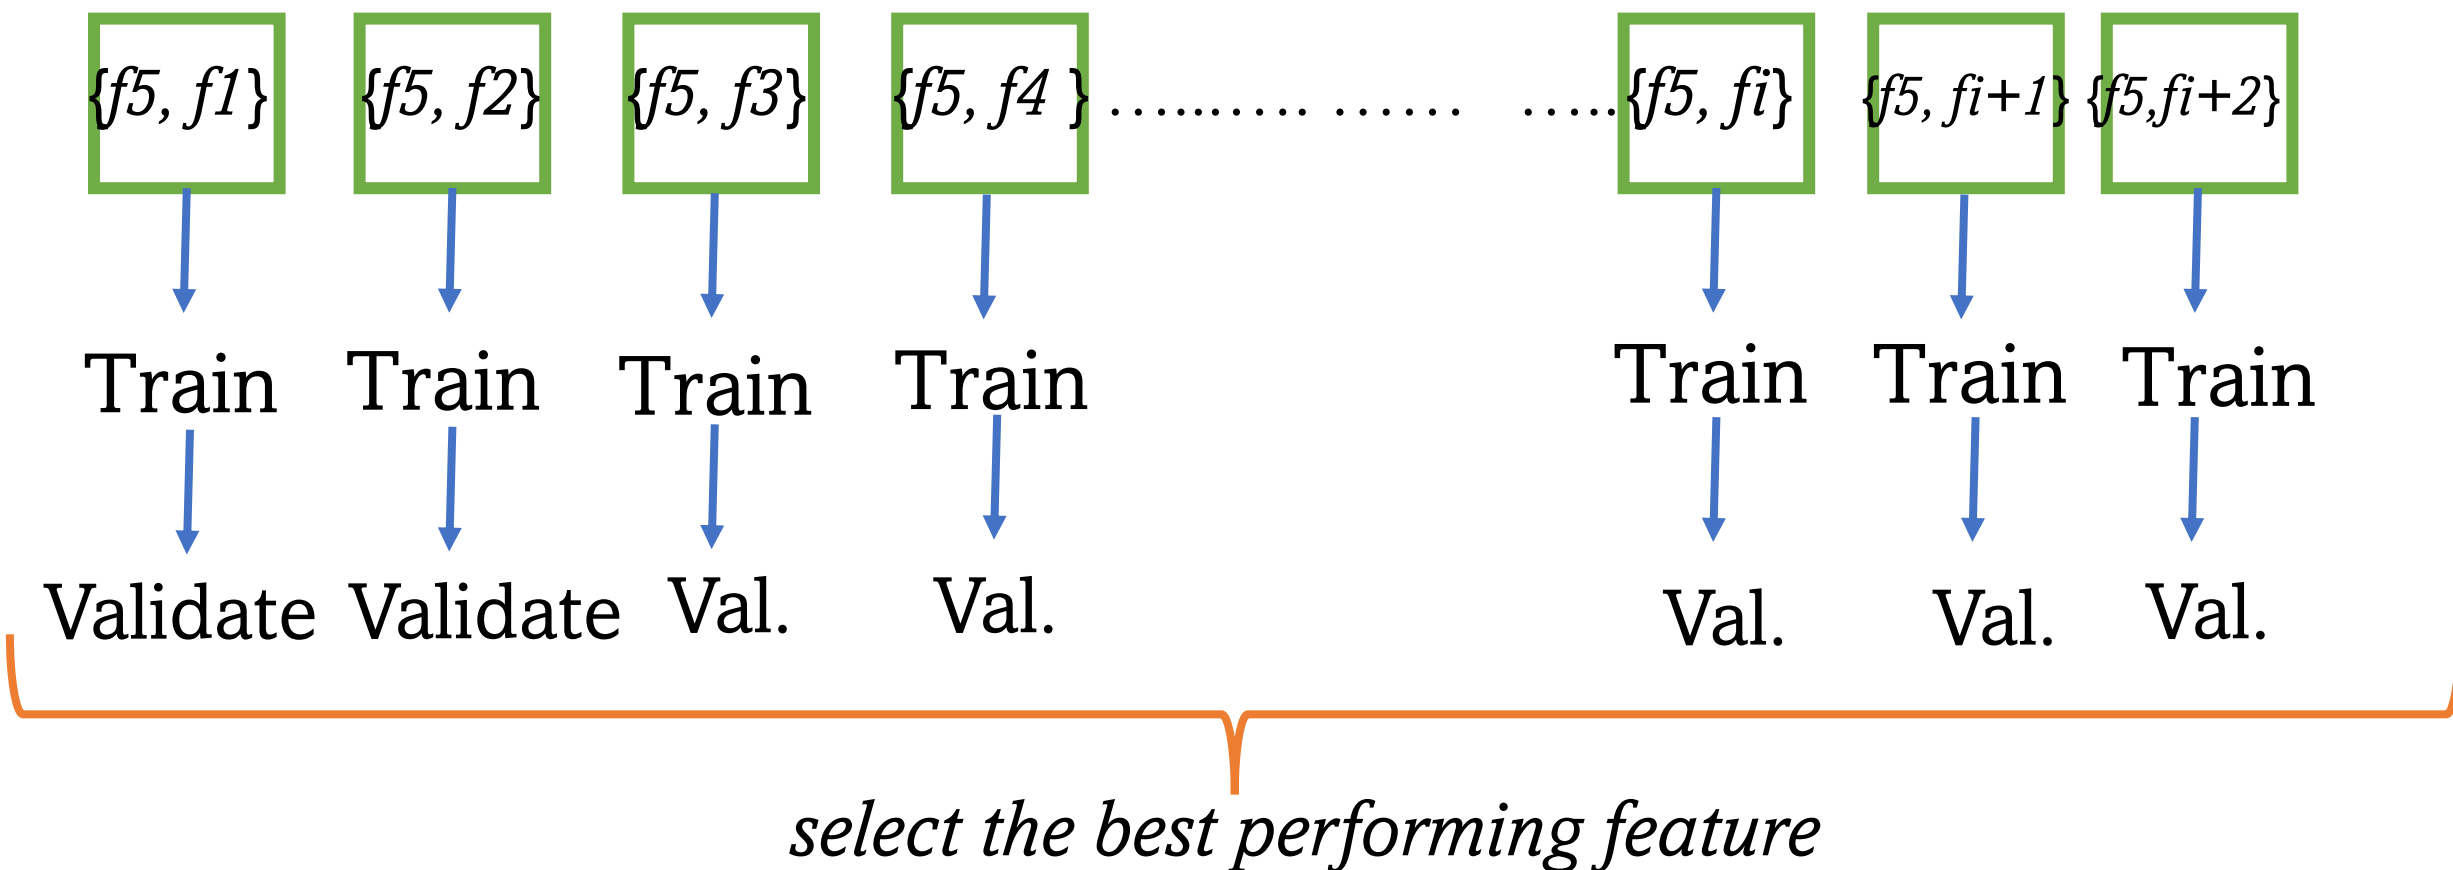 {f5, f1} {f5, f2} {f5, f3} {f5, f4 } ............. ...... ..... {f5, fi} {f5, fi+1} {f5,fi+2}
Train Train Train Train Train Train Train
Validate Validate Val. Val. Val. Val. Val.
select the best performing feature